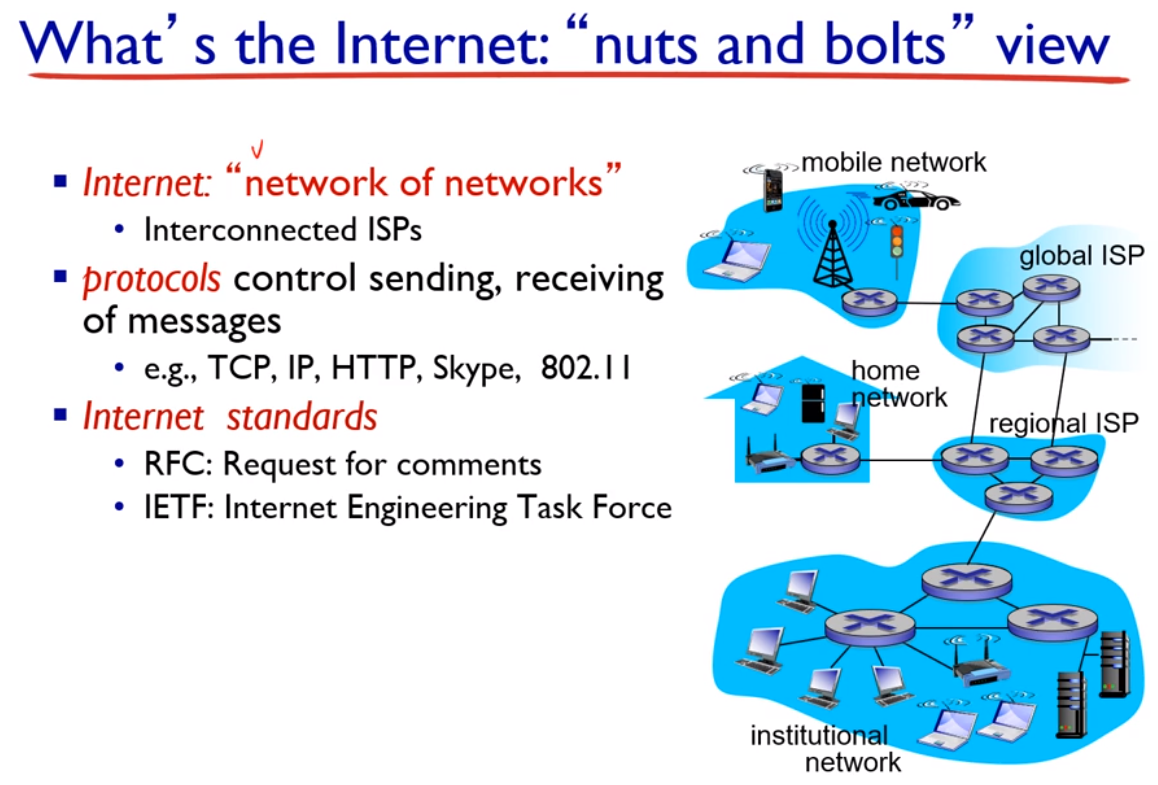 What's the Internet: “nuts and bolts” view
▪ Internet: “network of networks”
• Interconnected ISPs
▪ protocols control sending, receiving
of messages
• e.g., TCP, IP, HTTP, Skype, 802.11
▪ Internet standards
• RFC: Request for comments
• IETF: Internet Engineering Task Force
mobile network
global ISP
home
network
regional ISP
institutional
network